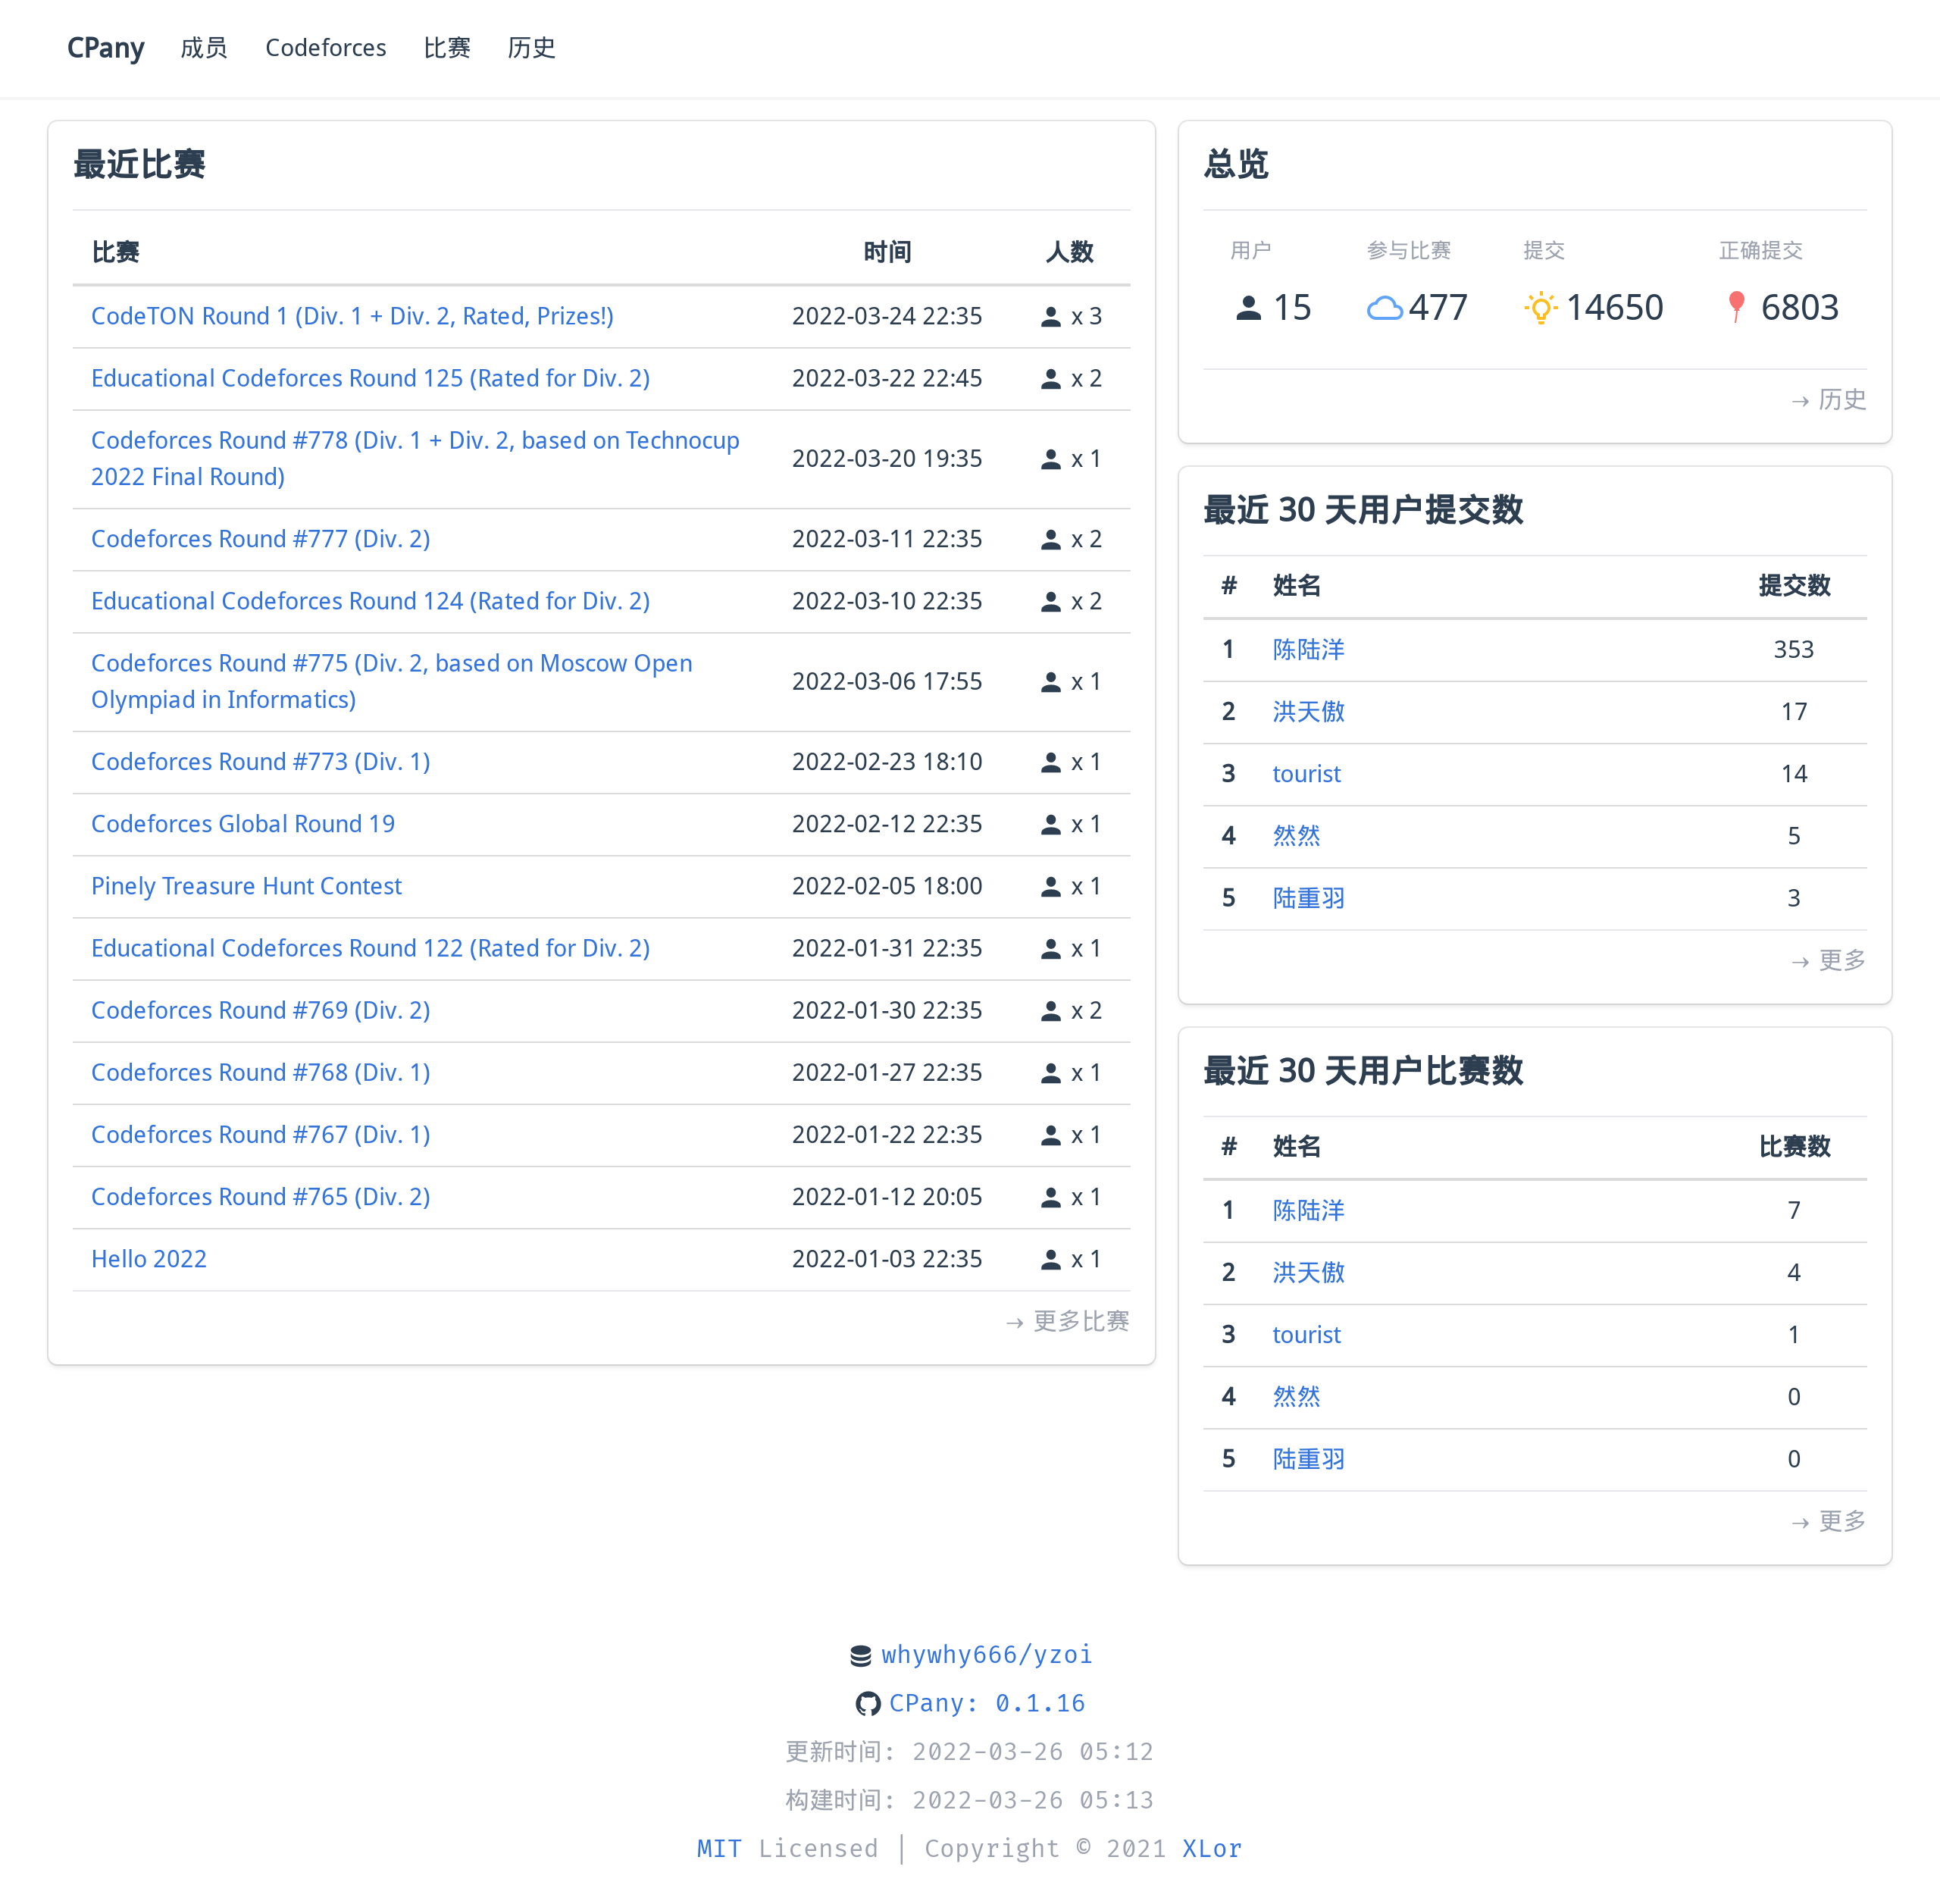 CPany 成员 Codeforces 比赛 历史
最近比赛
比赛 时间 人数
CodeTON Round 1 (Div. 1 + Div. 2, Rated, Prizes!) 2022-03-24 22:35 x 3
Educational Codeforces Round 125 (Rated for Div. 2) 2022-03-22 22:45 x 2
Codeforces Round #778 (Div. 1 + Div. 2, based on Technocup
2022 Final Round) 2022-03-20 19:35 x 1
Codeforces Round #777 (Div. 2) 2022-03-11 22:35 x 2
Educational Codeforces Round 124 (Rated for Div. 2) 2022-03-10 22:35 x 2
Codeforces Round #775 (Div. 2, based on Moscow Open
Olympiad in Informatics) 2022-03-06 17:55 x 1
Codeforces Round #773 (Div. 1) 2022-02-23 18:10 x 1
Codeforces Global Round 19 2022-02-12 22:35 x 1
Pinely Treasure Hunt Contest 2022-02-05 18:00 x 1
Educational Codeforces Round 122 (Rated for Div. 2) 2022-01-31 22:35 x 1
Codeforces Round #769 (Div. 2) 2022-01-30 22:35 x 2
Codeforces Round #768 (Div. 1) 2022-01-27 22:35 x 1
Codeforces Round #767 (Div. 1) 2022-01-22 22:35 x 1
Codeforces Round #765 (Div. 2) 2022-01-12 20:05 x 1
Hello 2022 2022-01-03 22:35 x 1
→ 更多比赛
总览
用户 参与比赛 提交 正确提交
15 477 14650 6803
→ 历史
最近 30 天用户提交数
# 姓名 提交数
1 陈陆洋 353
2 洪天傲 17
3 tourist 14
4 然然 5
5 陆重羽 3
→ 更多
最近 30 天用户比赛数
# 姓名 比赛数
1 陈陆洋 7
2 洪天傲 4
3 tourist 1
4 然然 0
5 陆重羽 0
→ 更多
whywhy666/yzoi
CPany: 0.1.16
更新时间: 2022-03-26 05:12
构建时间: 2022-03-26 05:13
MIT Licensed | Copyright © 2021 XLor